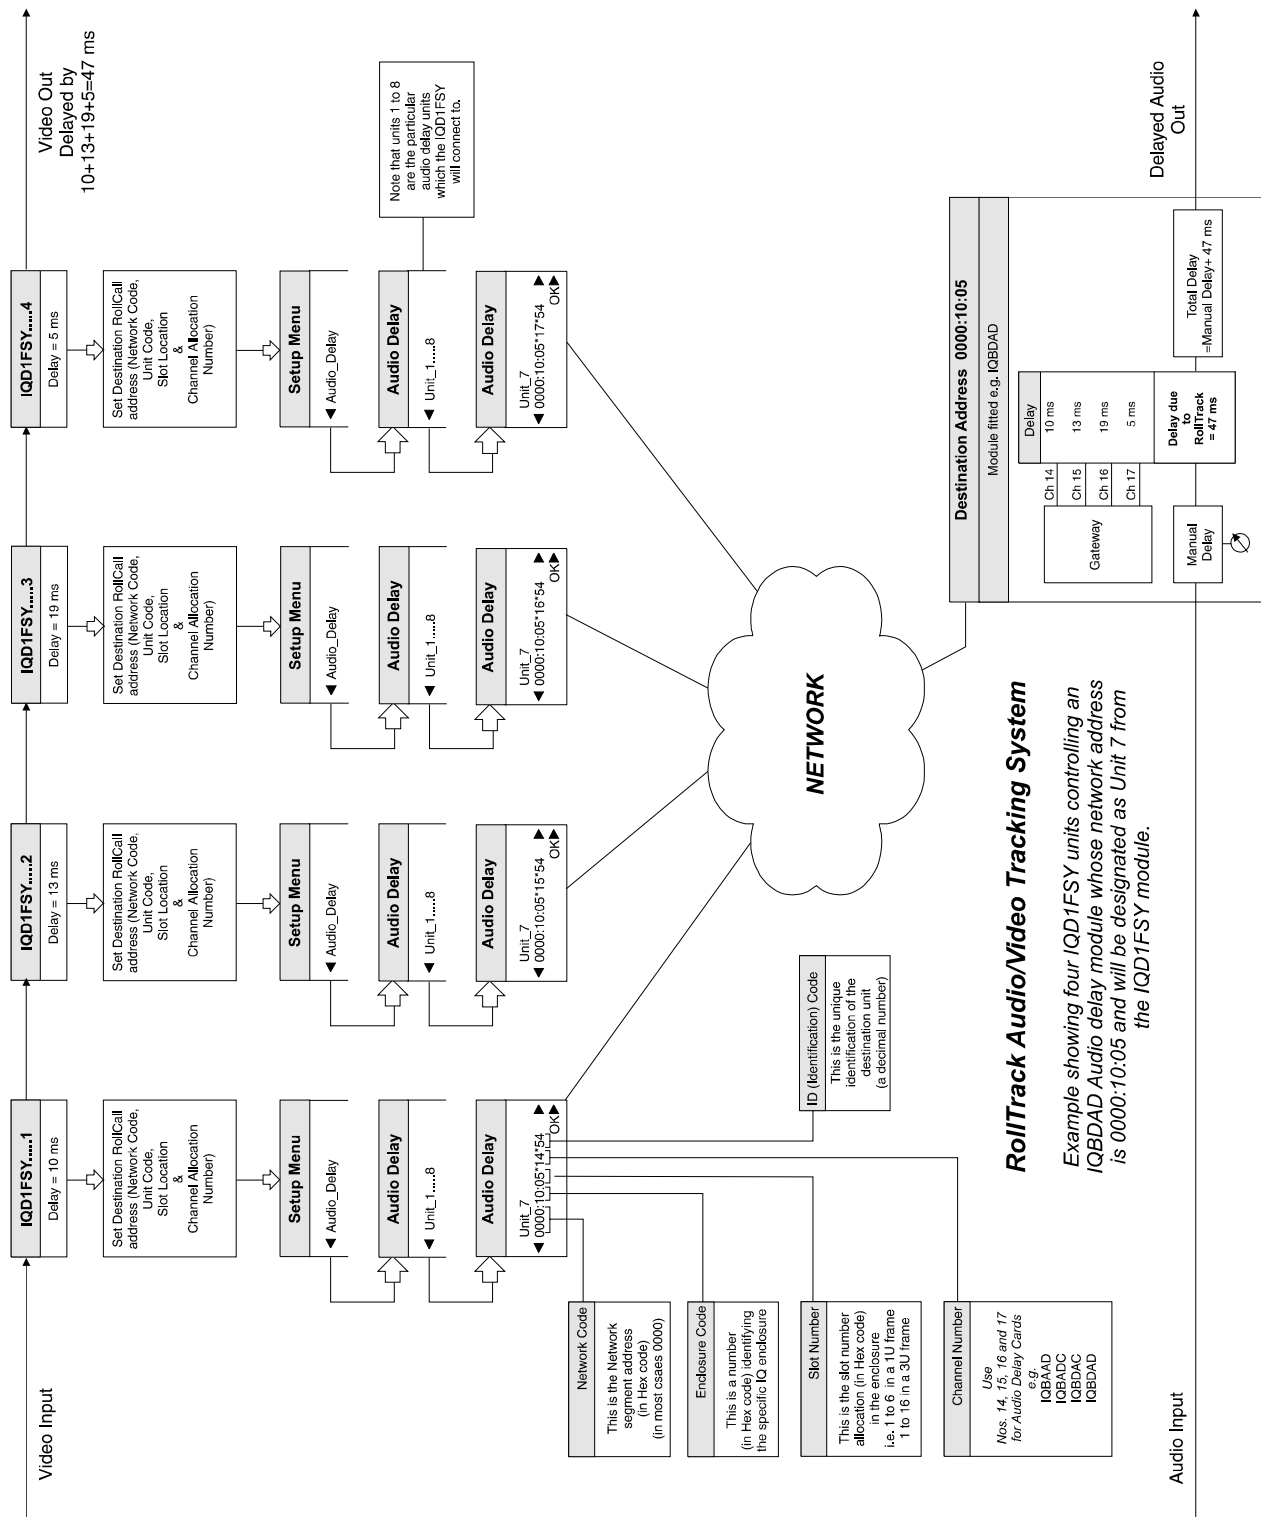 Video Input
IQD1FSY.....1
Delay = 10 ms
Set Destination RollCall
address (Network Code,
Unit Code,
Slot Location
&
Channel Allocation
Number)
Setup Menu
Audio_Delay
Audio Delay
Unit_1.....8
Audio Delay
Unit_7
0000:10:05*14*54
OK
IQD1FSY.....2
Delay = 13 ms
Set Destination RollCall
address (Network Code,
Unit Code,
Slot Location
&
Channel Allocation
Number)
Setup Menu
Audio_Delay
Audio Delay
Unit_1.....8
Audio Delay
Unit_7
0000:10:05*15*54
OK
IQD1FSY.....3
Delay = 19 ms
Set Destination RollCall
address (Network Code,
Unit Code,
Slot Location
&
Channel Allocation
Number)
Setup Menu
Audio_Delay
Audio Delay
Unit_1.....8
Audio Delay
Unit_7
0000:10:05*16*54
OK
IQD1FSY.....4
Delay = 5 ms
Set Destination RollCall
address (Network Code,
Unit Code,
Slot Location
&
Channel Allocation
Number)
Setup Menu
Audio_Delay
Audio Delay
Unit_1.....8
Audio Delay
Unit_7
0000:10:05*17*54
OK
Video Out
Delayed by
10+13+19+5=47 ms
Note that units 1 to 8
are the particular
audio delay units
which the IQD1FSY
will connect to.
Network Code
This is the Network
segment address
(in Hex code)
(in most csaes 0000)
Enclosure Code
This is a number
(in Hex code) identifying
the specific IQ enclosure
Slot Number
This is the slot number
allocation (in Hex code)
in the enclosure
i.e. 1 to 6 in a 1U frame
1 to 16 in a 3U frame
Channel Number
Use
Nos. 14, 15, 16 and 17
for Audio Delay Cards
e.g.
IQBAAD
IQBADC
IQBDAC
IQBDAD
ID (Identification) Code
This is the unique
identification of the
destination unit
(a decimal number)
NETWORK
RollTrack Audio/Video Tracking System
Example showing four IQD1FSY units controlling an
IQBDAD Audio delay module whose network address
is 0000:10:05 and will be designated as Unit 7 from
the IQD1FSY module.
Destination Address 0000:10:05
Module fitted e.g. IQBDAD
Gateway
Delay
Ch 14
10 ms
Ch 15
13 ms
Ch 16
19 ms
Ch 17
5 ms
Manual
Delay
Delay due
to
RollTrack
= 47 ms
Total Delay
=Manual Delay+ 47 ms
Audio Input
Delayed Audio
Out